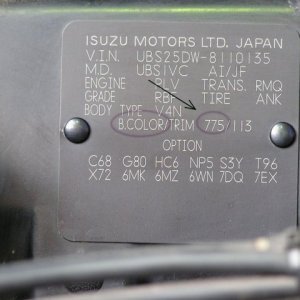 ISUZU MOTORS LTD. JAPAN
V.I.N. UBS25DW-8110135
M.D. UBS1VC AI/JF
ENGINE 9LV TRANS. RMQ
GRADE RBF TIRE ANK
BODY TYPE V4N
B.COLOR/TRIM 775/113
OPTION
C68 G80 HC6 NP5 S3Y T96
X72 6MK 6MZ 6WN 7DQ 7EX